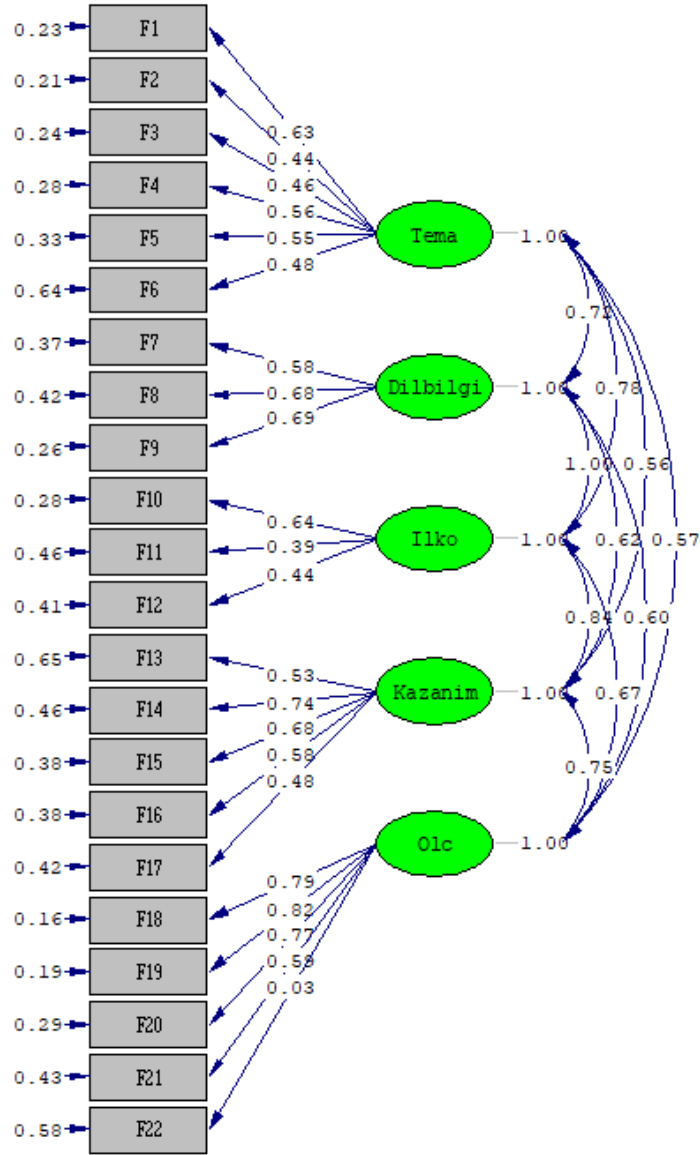 0.23 F1
0.21 F2
0.24 F3
0.63
0.28 F4
0.44
0.46
0.33 F5
0.56
0.55
Tema 1.00
0.64 F6
0.48
0.37 F7
0.58
0.42 F8
0.68
Dilbilgi 1.00
0.78
0.26 F9
0.69
1.00 0.56
0.28 F10
0.64
0.46 F11
0.39
Ilko 1.00 0.62 0.57
0.41 F12
0.44
0.84 0.60
0.65 F13
0.53
0.46 F14
0.74
Kazanim 1.00 0.67
0.38 F15
0.68
0.58
0.38 F16
0.48
0.75
0.42 F17
Olc 1.00
0.16 F18
0.79
0.82
0.19 F19
0.77
0.59
0.29 F20
0.03
0.43 F21
0.58 F22